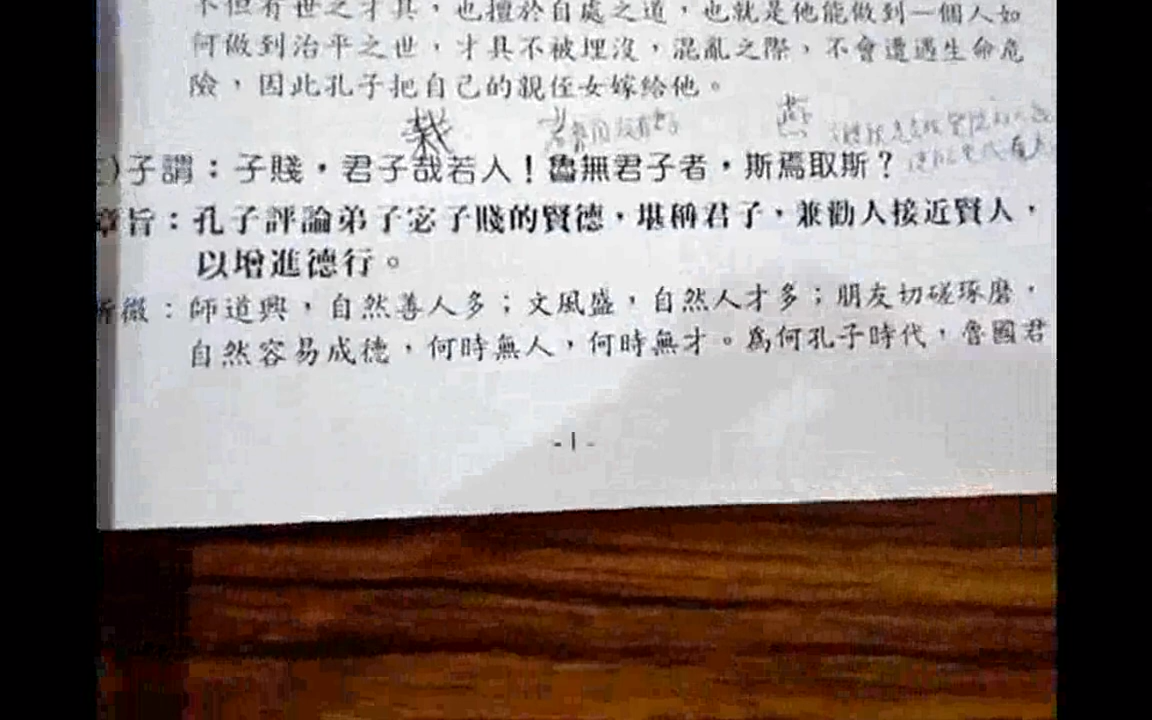 不但有世之才具，也擅於自處之道，也就是他能做到一個人如
何做到治平之世，才具不被埋沒，混亂之際，不會遭遇生命危
險，因此孔子把自己的親侄女嫁給他。
)子謂：子賤，君子哉若人！魯無君子者，斯焉取斯？
章旨：孔子評論弟子宓子賤的賢德，堪稱君子，兼勸人接近賢人，
以增進德行。
析微：師道興，自然善人多；文風盛，自然人才多；朋友切磋琢磨，
自然容易成德，何時無人，何時無才。為何孔子時代，魯國君
- 1 -